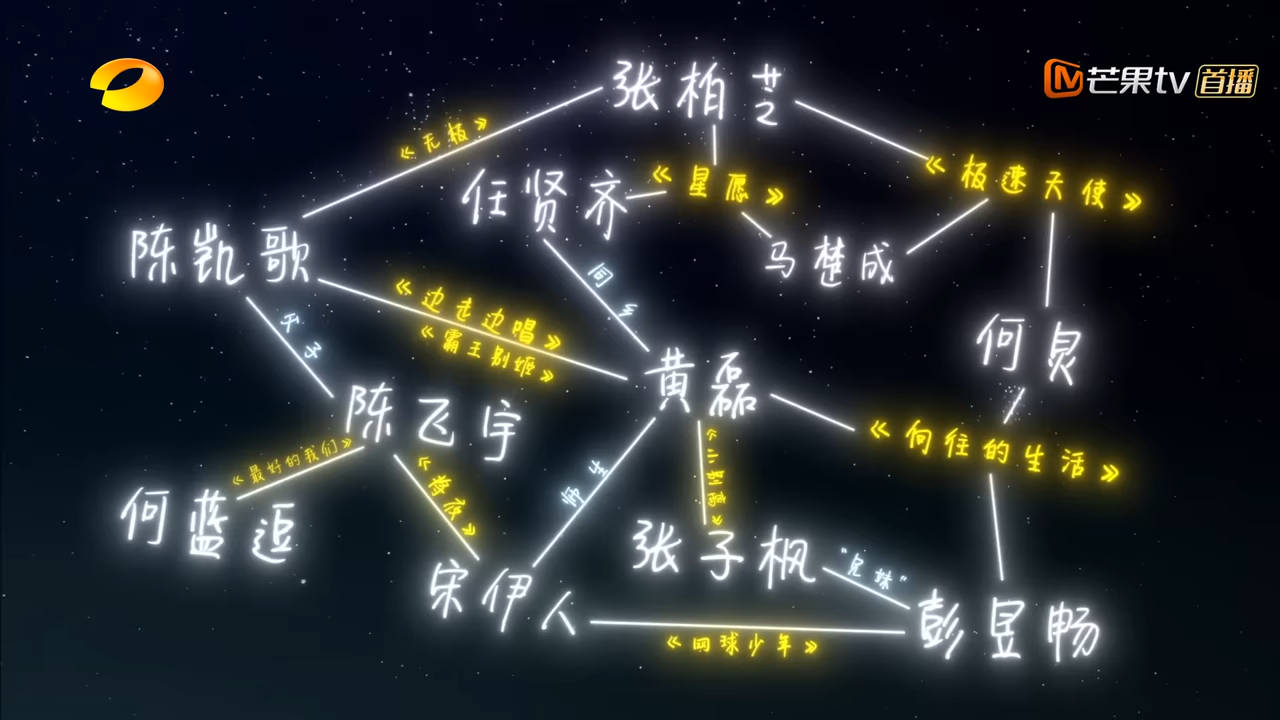 芒果tv 首播
张柏芝
《无极》
《星愿》
《极速天使》
任贤齐
陈凯歌
马楚成
同乡
《边走边唱》
《霸王别姬》
父子
何炅
黄磊
陈飞宇
《向往的生活》
《最好的我们》
《将夜》
师生
《小别离》
何蓝逗
张子枫
“兄妹”
宋伊人
彭昱畅
《网球少年》